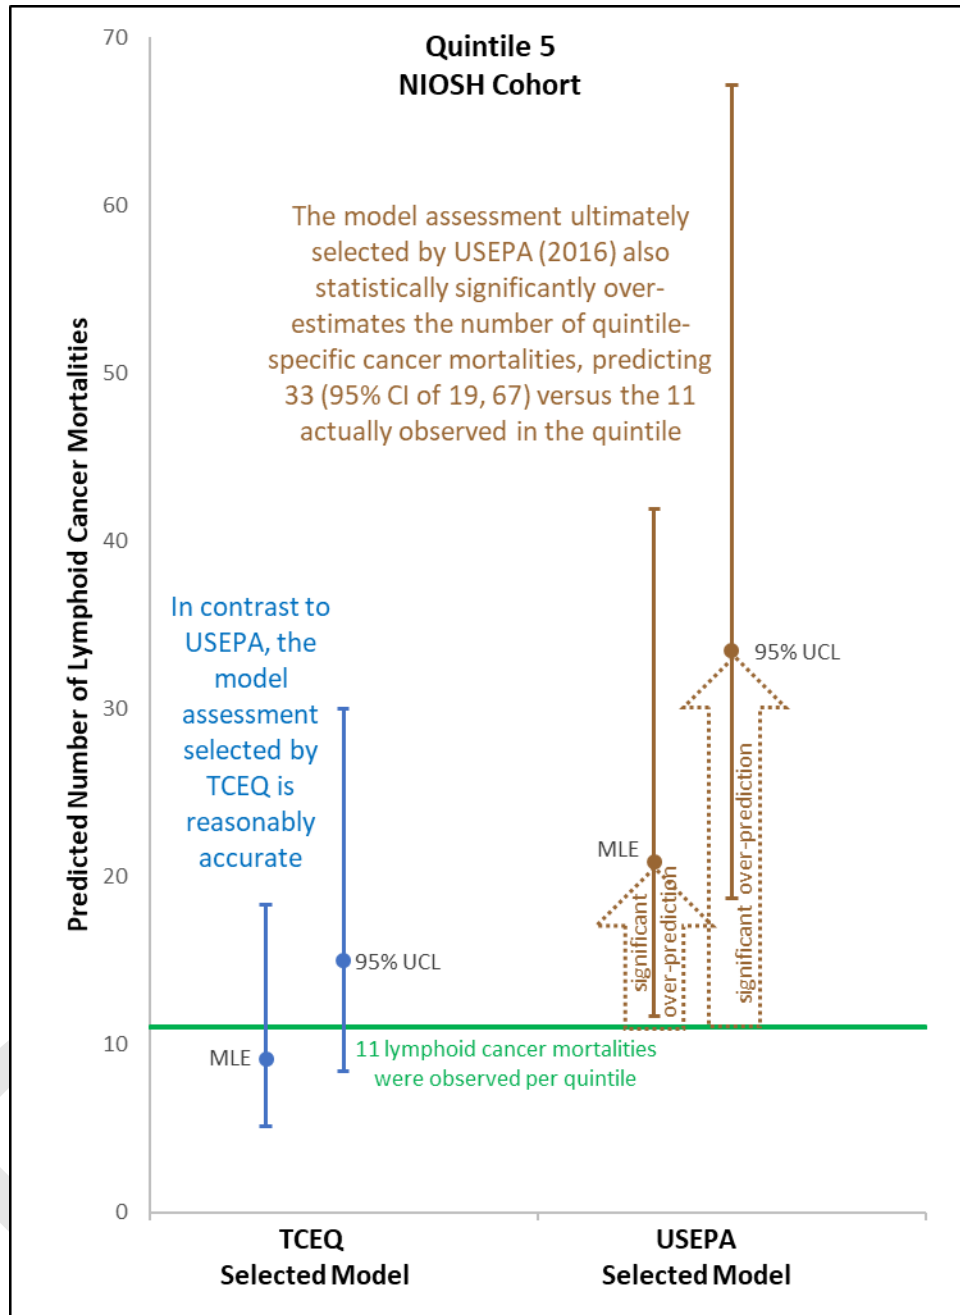 Quintile 5
NIOSH Cohort
Predicted Number of Lymphoid Cancer Mortalities
70
60
50
40
30
20
10
0
The model assessment ultimately
selected by USEPA (2016) also
statistically significantly over-
estimates the number of quintile-
specific cancer mortalities, predicting
33 (95% CI of 19, 67) versus the 11
actually observed in the quintile
In contrast to
USEPA, the
model
assessment
selected by
TCEQ is
reasonably
accurate
MLE
95% UCL
MLE
95% UCL
significant
over-prediction
significant over-prediction
11 lymphoid cancer mortalities
were observed per quintile
TCEQ
Selected Model
USEPA
Selected Model